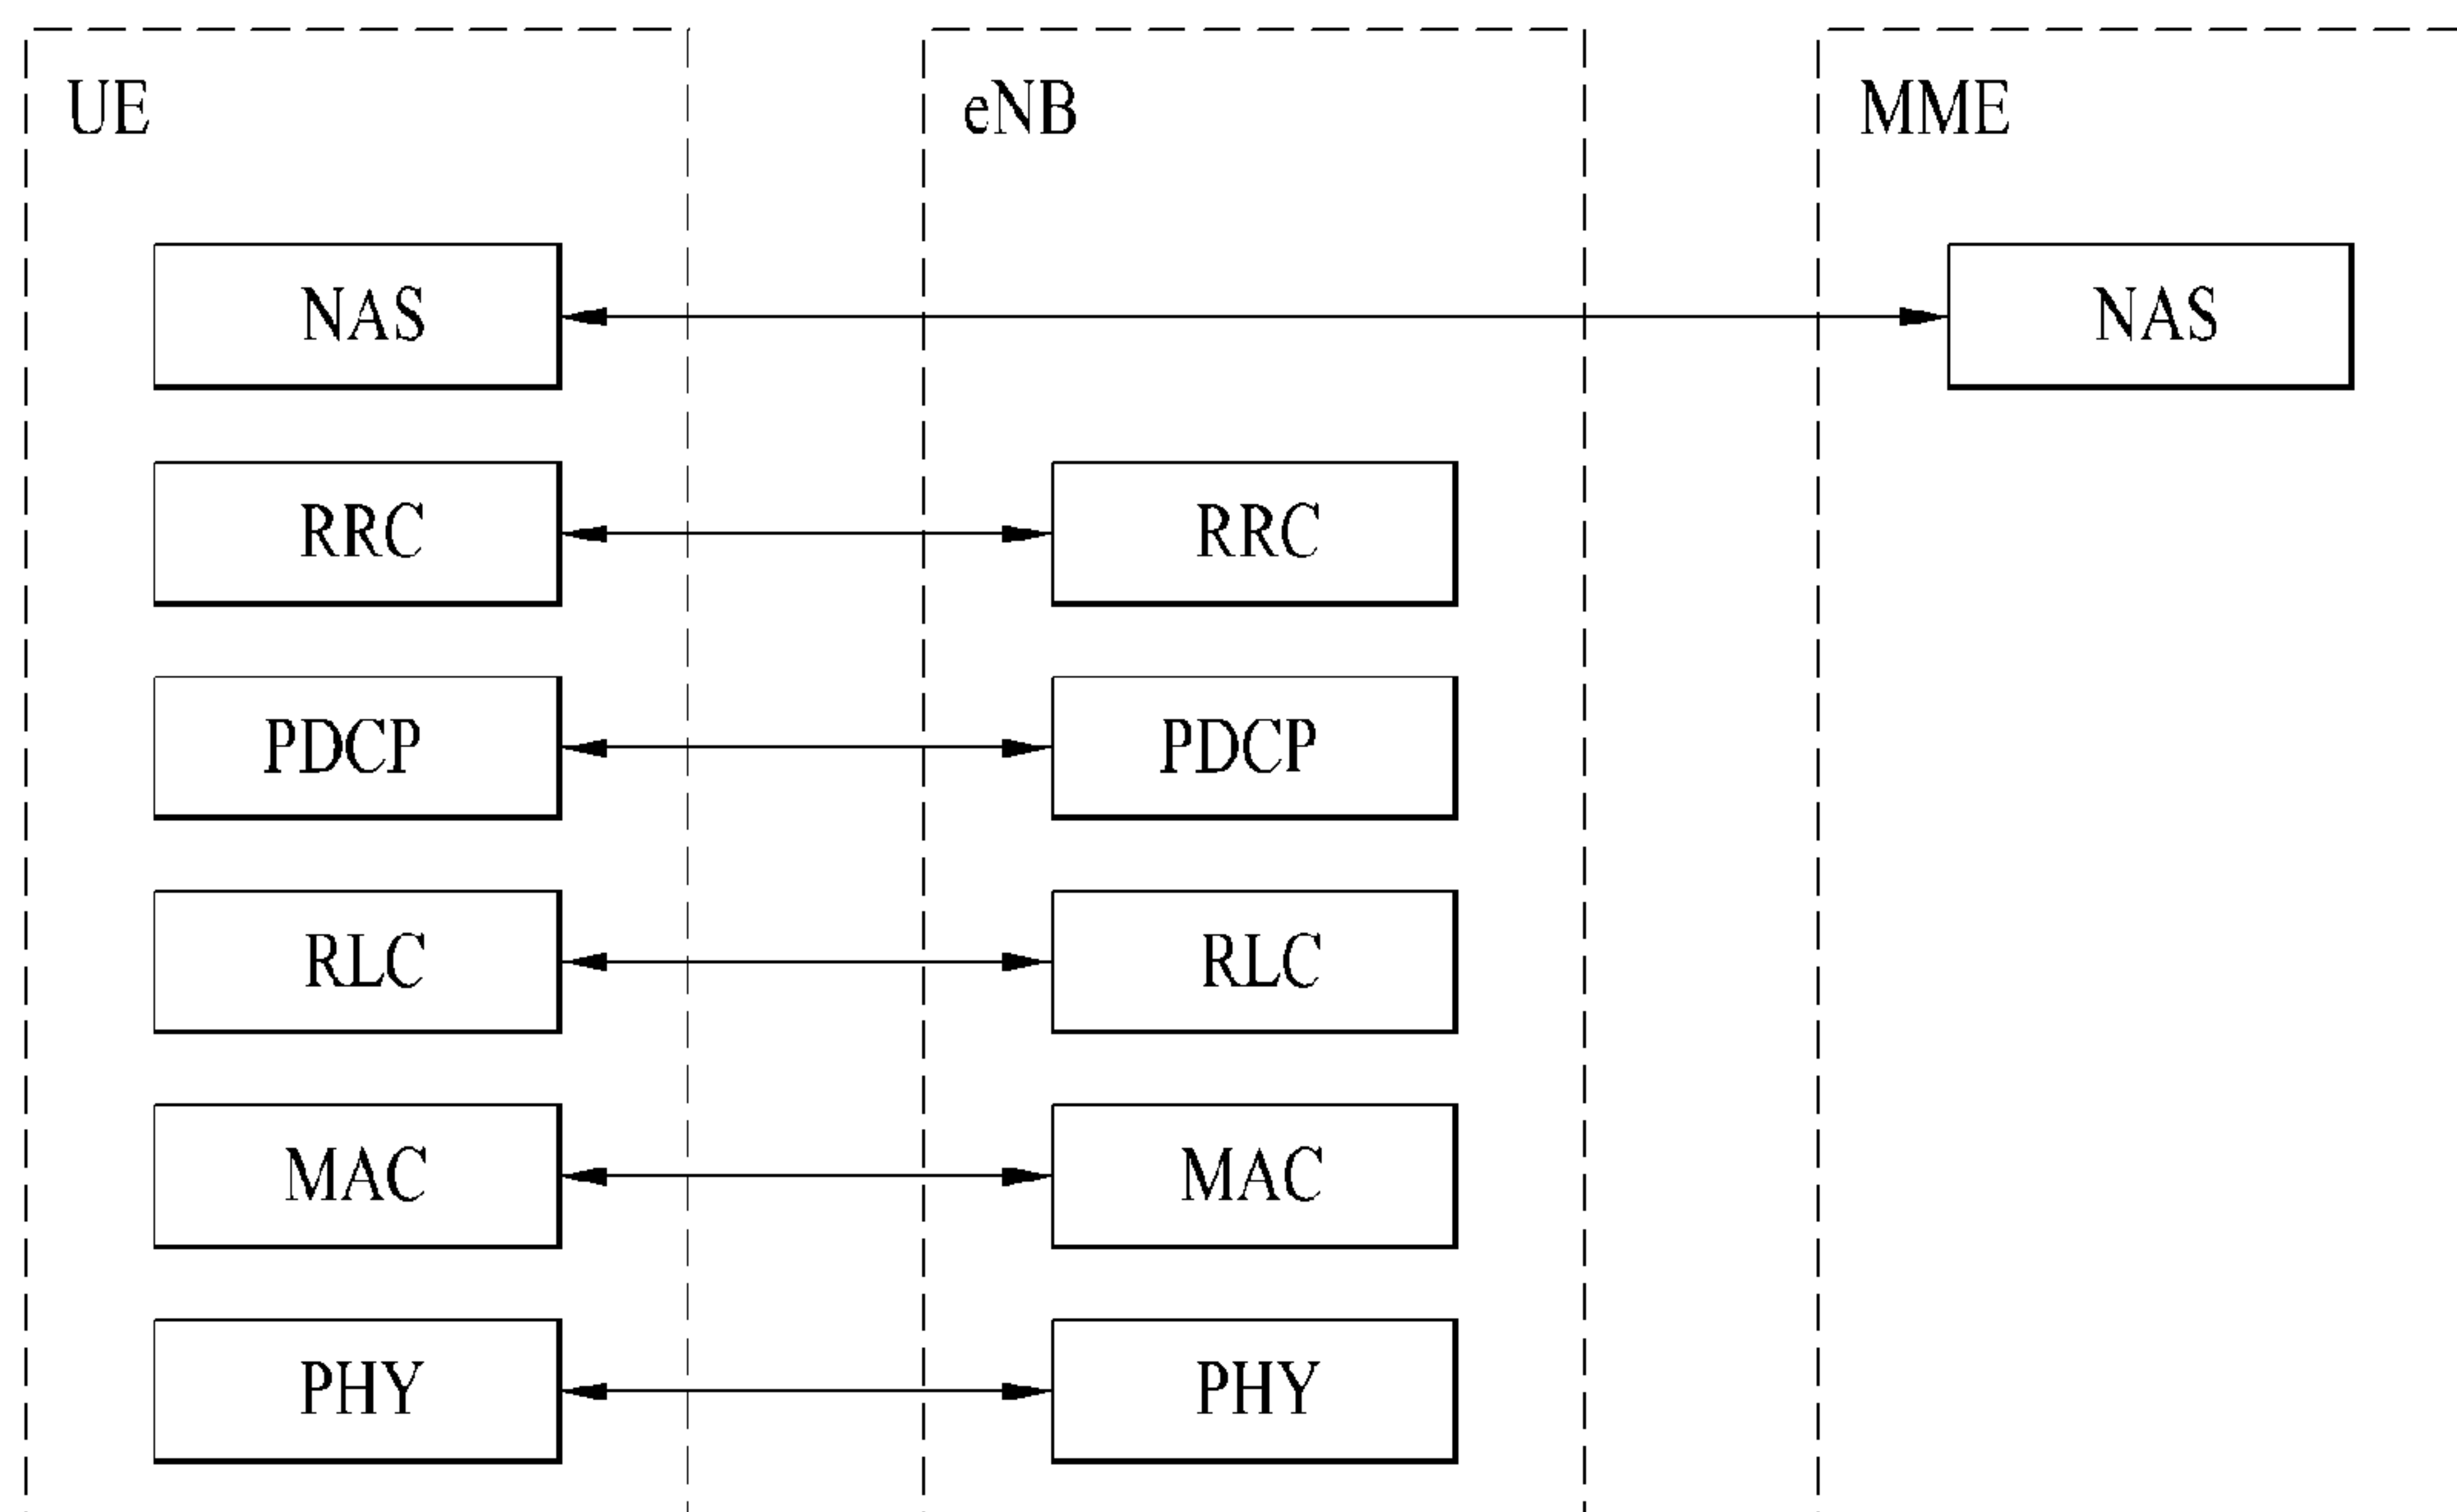 UE eNB MME
NAS NAS
RRC RRC
PDCP PDCP
RLC RLC
MAC MAC
PHY PHY